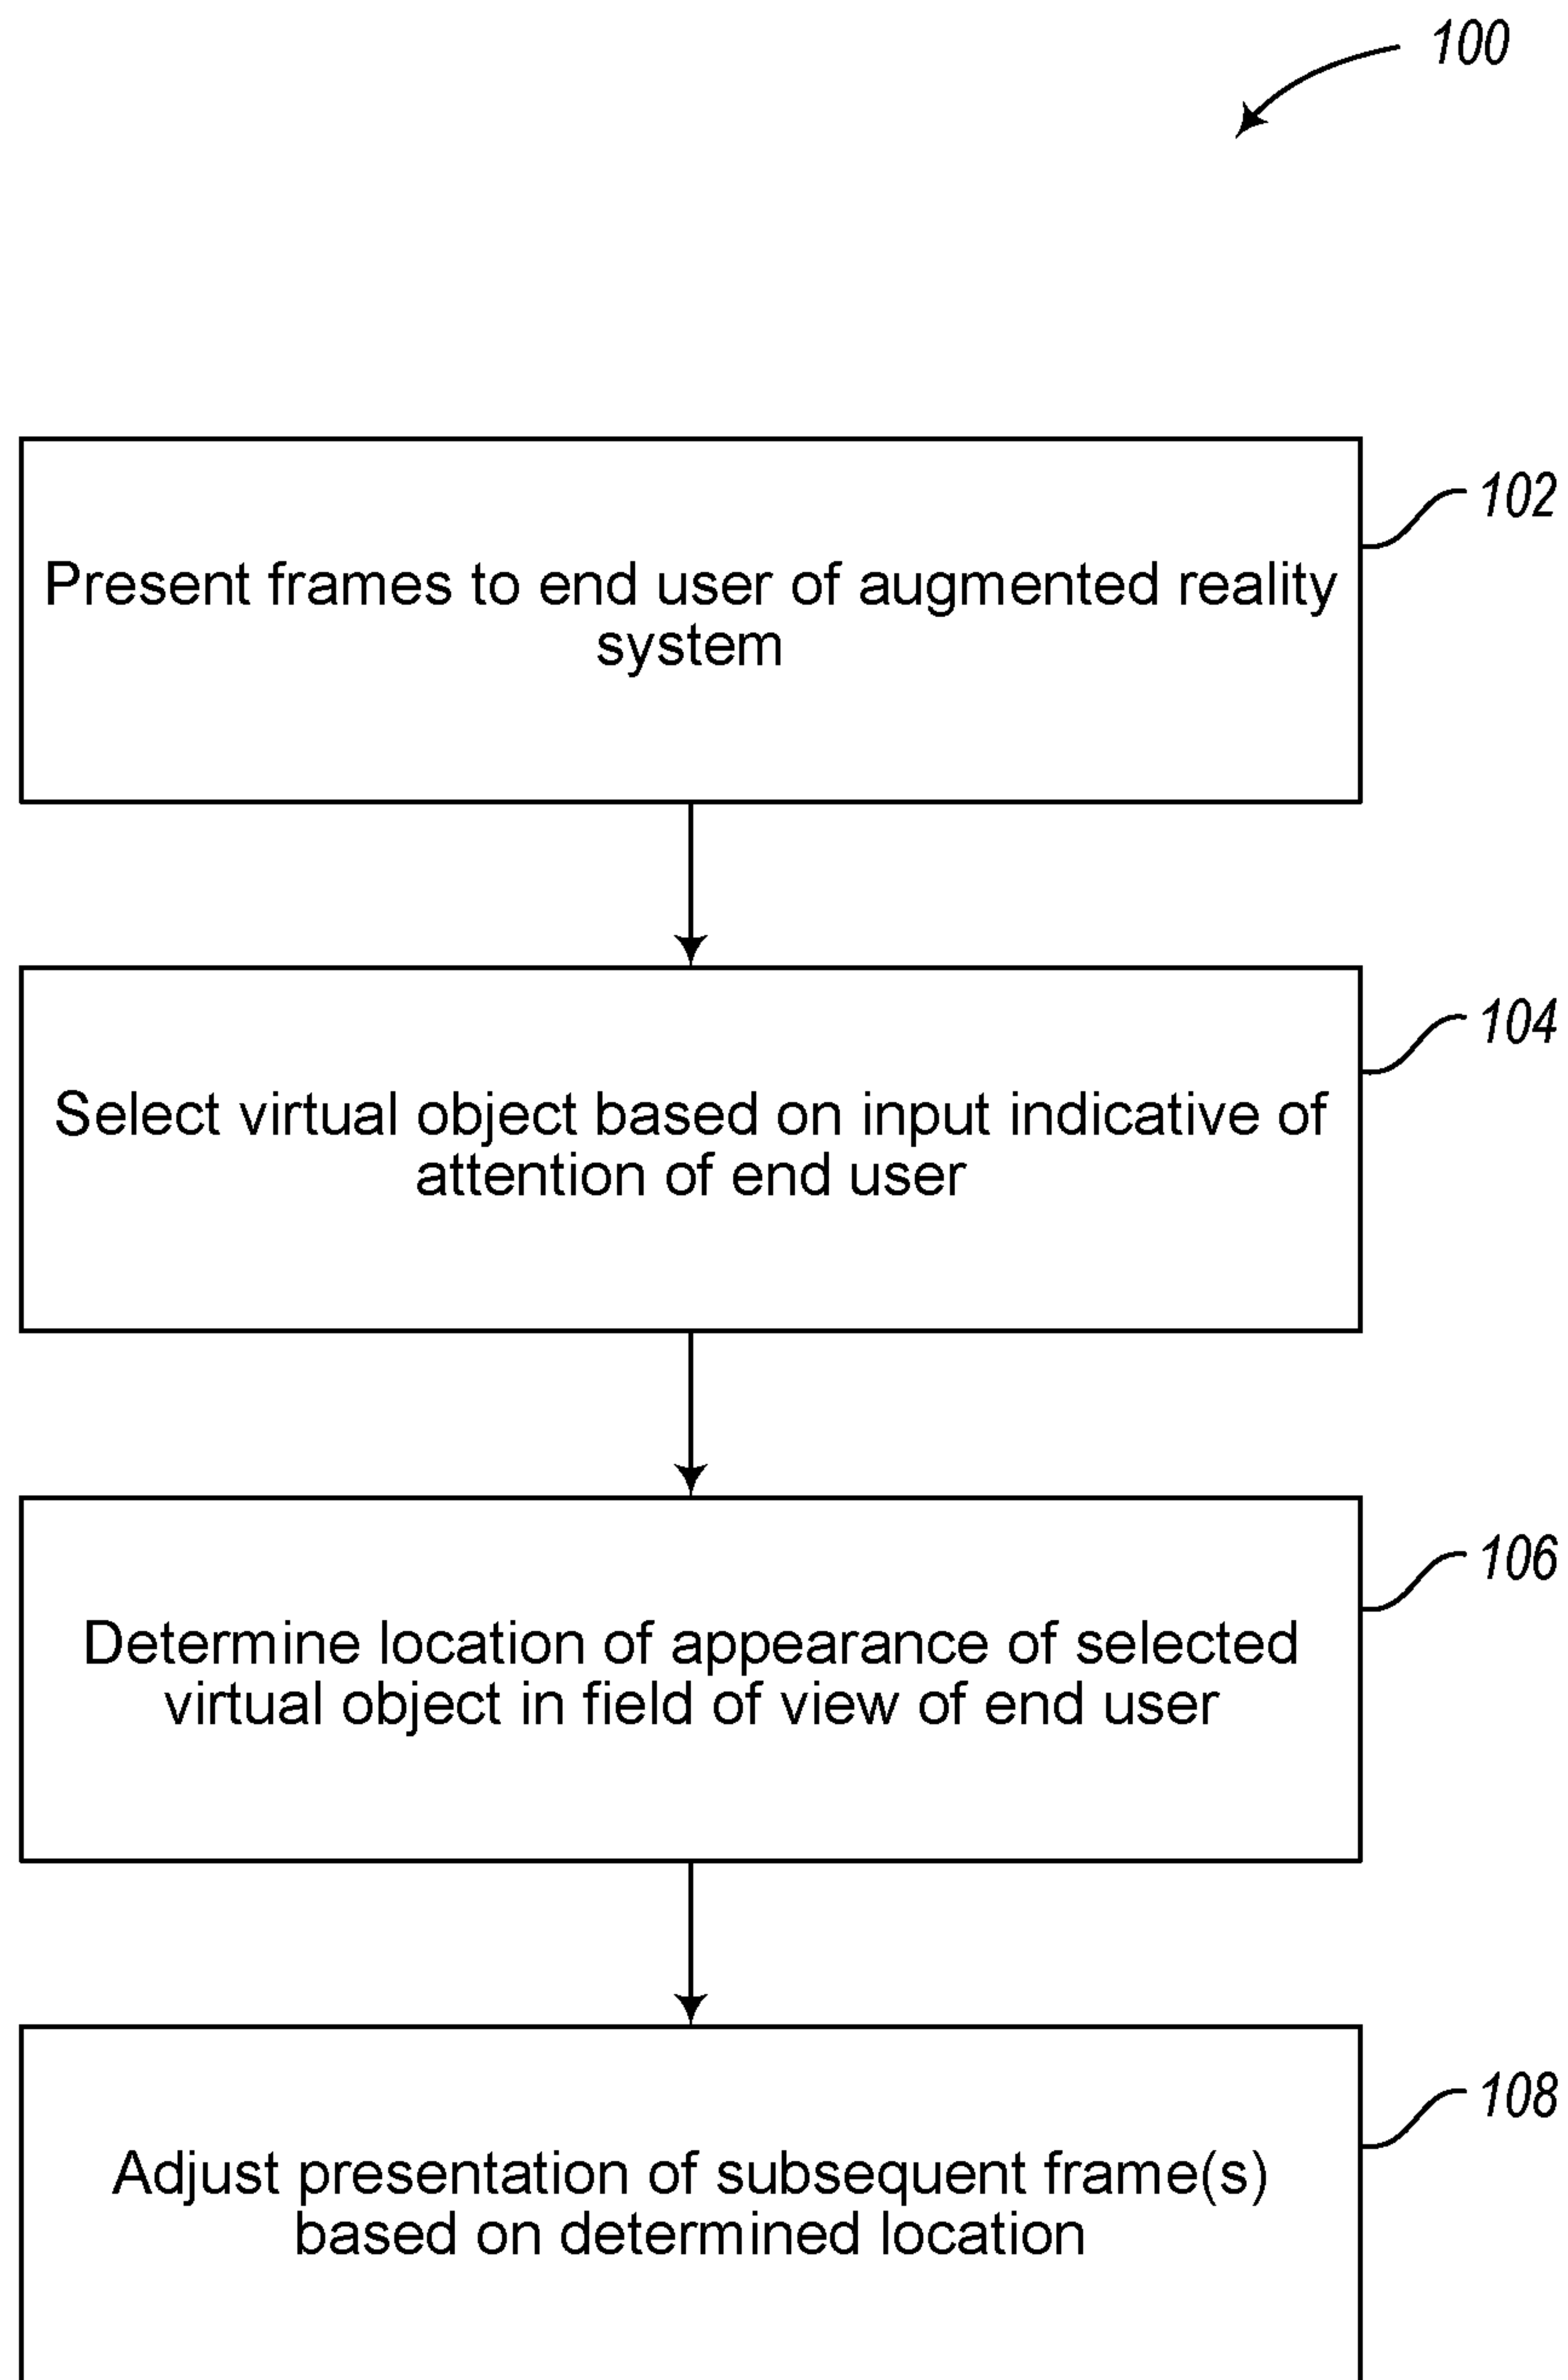 100
102
Present frames to end user of augmented reality
system
104
Select virtual object based on input indicative of
attention of end user
106
Determine location of appearance of selected
virtual object in field of view of end user
108
Adjust presentation of subsequent frame(s)
based on determined location